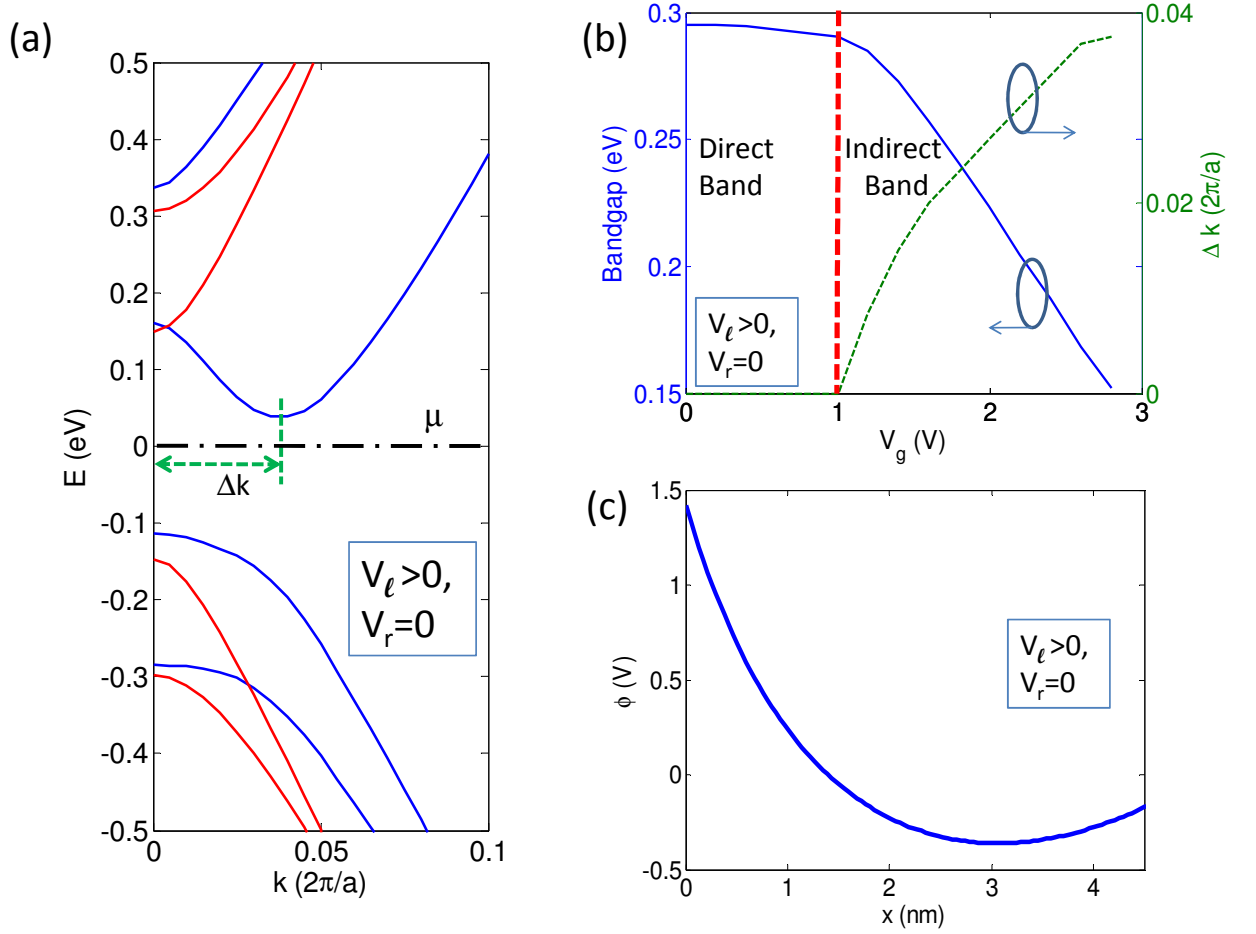 (a)
0.5
0.4
0.3
0.2
0.1
0
-0.1
-0.2
-0.3
-0.4
-0.5
E (eV)
μ
Δk
Vℓ>0,
Vr=0
0
0.05
0.1
k (2π/a)
(b)
0.3
0.25
0.2
0.15
Bandgap (eV)
Direct
Band
Indirect
Band
Vℓ>0,
Vr=0
0.04
0.02
0
Δ k (2π/a)
0
1
2
3
Vg (V)
(c)
1.5
1
0.5
0
-0.5
ϕ (V)
Vℓ>0,
Vr=0
0
1
2
3
4
x (nm)